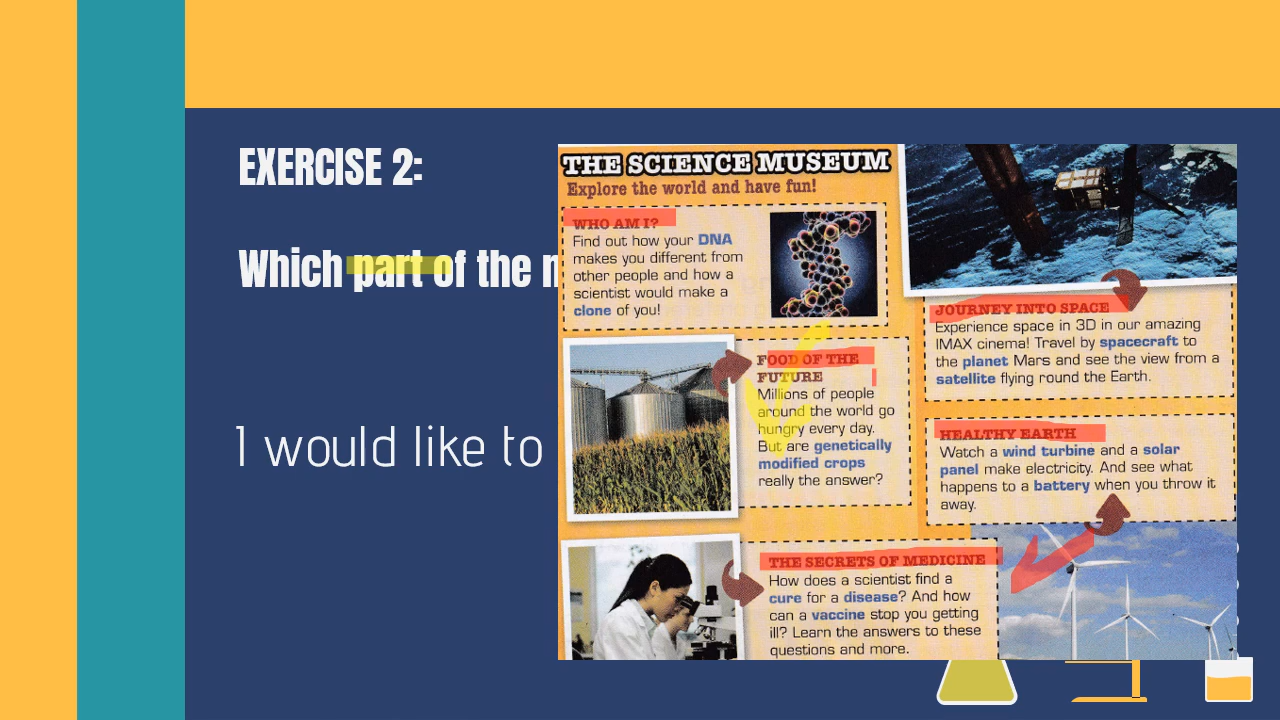 EXERCISE 2:
Which part of the
I would like to
THE SCIENCE MUSEUM
Explore the world and have fun!
WHO AM I?
Find out how your DNA
makes you different from
other people and how a
scientist would make a
clone of you!
FOOD OF THE
FUTURE
Millions of people
around the world go
hungry every day.
But are genetically
modified crops
really the answer?
THE SECRETS OF MEDICINE
How does a scientist find a
cure for a disease? And how
can a vaccine stop you getting
ill? Learn the answers to these
questions and more.
JOURNEY INTO SPACE
Experience space in 3D in our amazing
IMAX cinema! Travel by spacecraft to
the planet Mars and see the view from a
satellite flying round the Earth.
HEALTHY EARTH
Watch a wind turbine and a solar
panel make electricity. And see what
happens to a battery when you throw it
away.